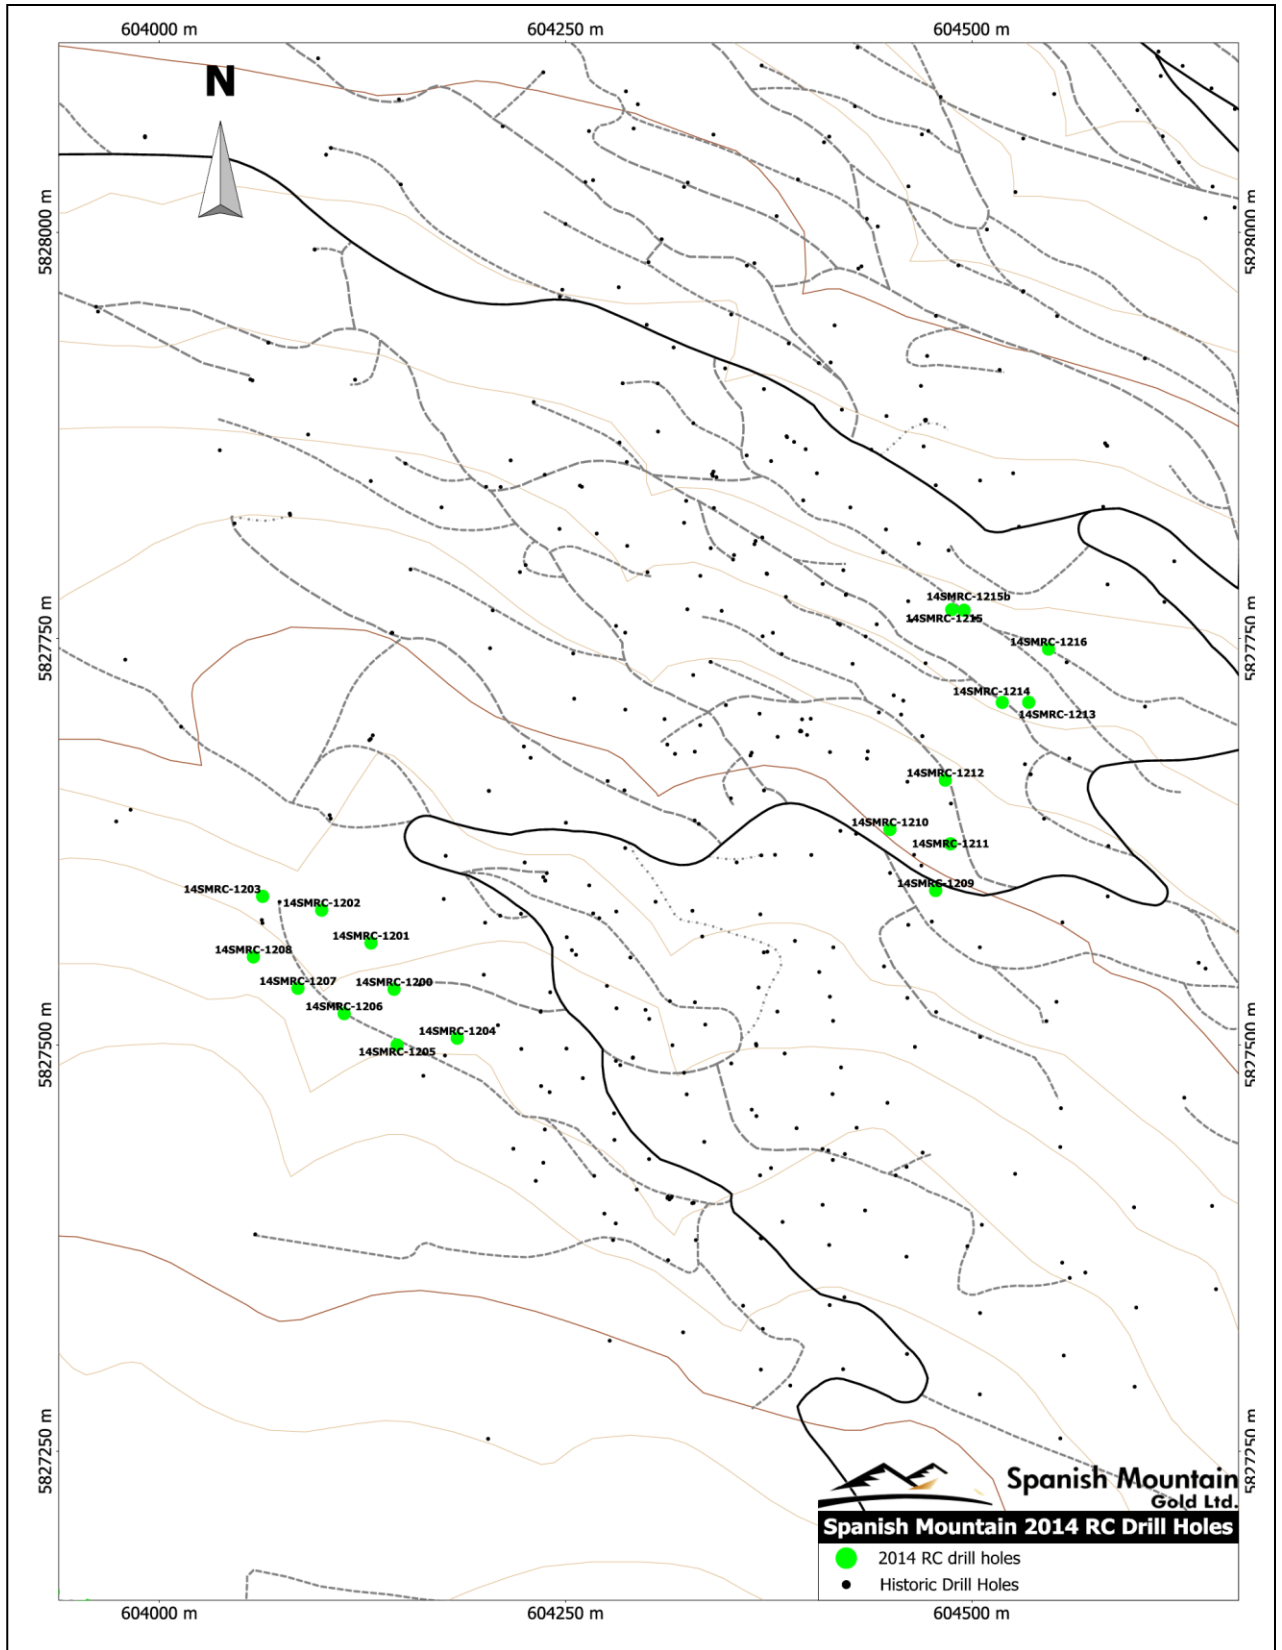 604000 m
604250 m
604500 m
N
5828000 m
5828000 m
14SMRC-1215b
14SMRC-1215
5827750 m
14SMRC-1216
5827750 m
14SMRC-1214
14SMRC-1213
14SMRC-1212
14SMRC-1210
14SMRC-1211
14SMRC-1203
14SMRC-1202
14SMRC-1209
14SMRC-1201
14SMRC-1208
14SMRC-1207
14SMRC-1200
14SMRC-1206
14SMRC-1204
14SMRC-1205
5827500 m
5827500 m
5827250 m
5827250 m
Spanish Mountain
Gold Ltd.
Spanish Mountain 2014 RC Drill Holes
2014 RC drill holes
Historic Drill Holes
604000 m
604250 m
604500 m